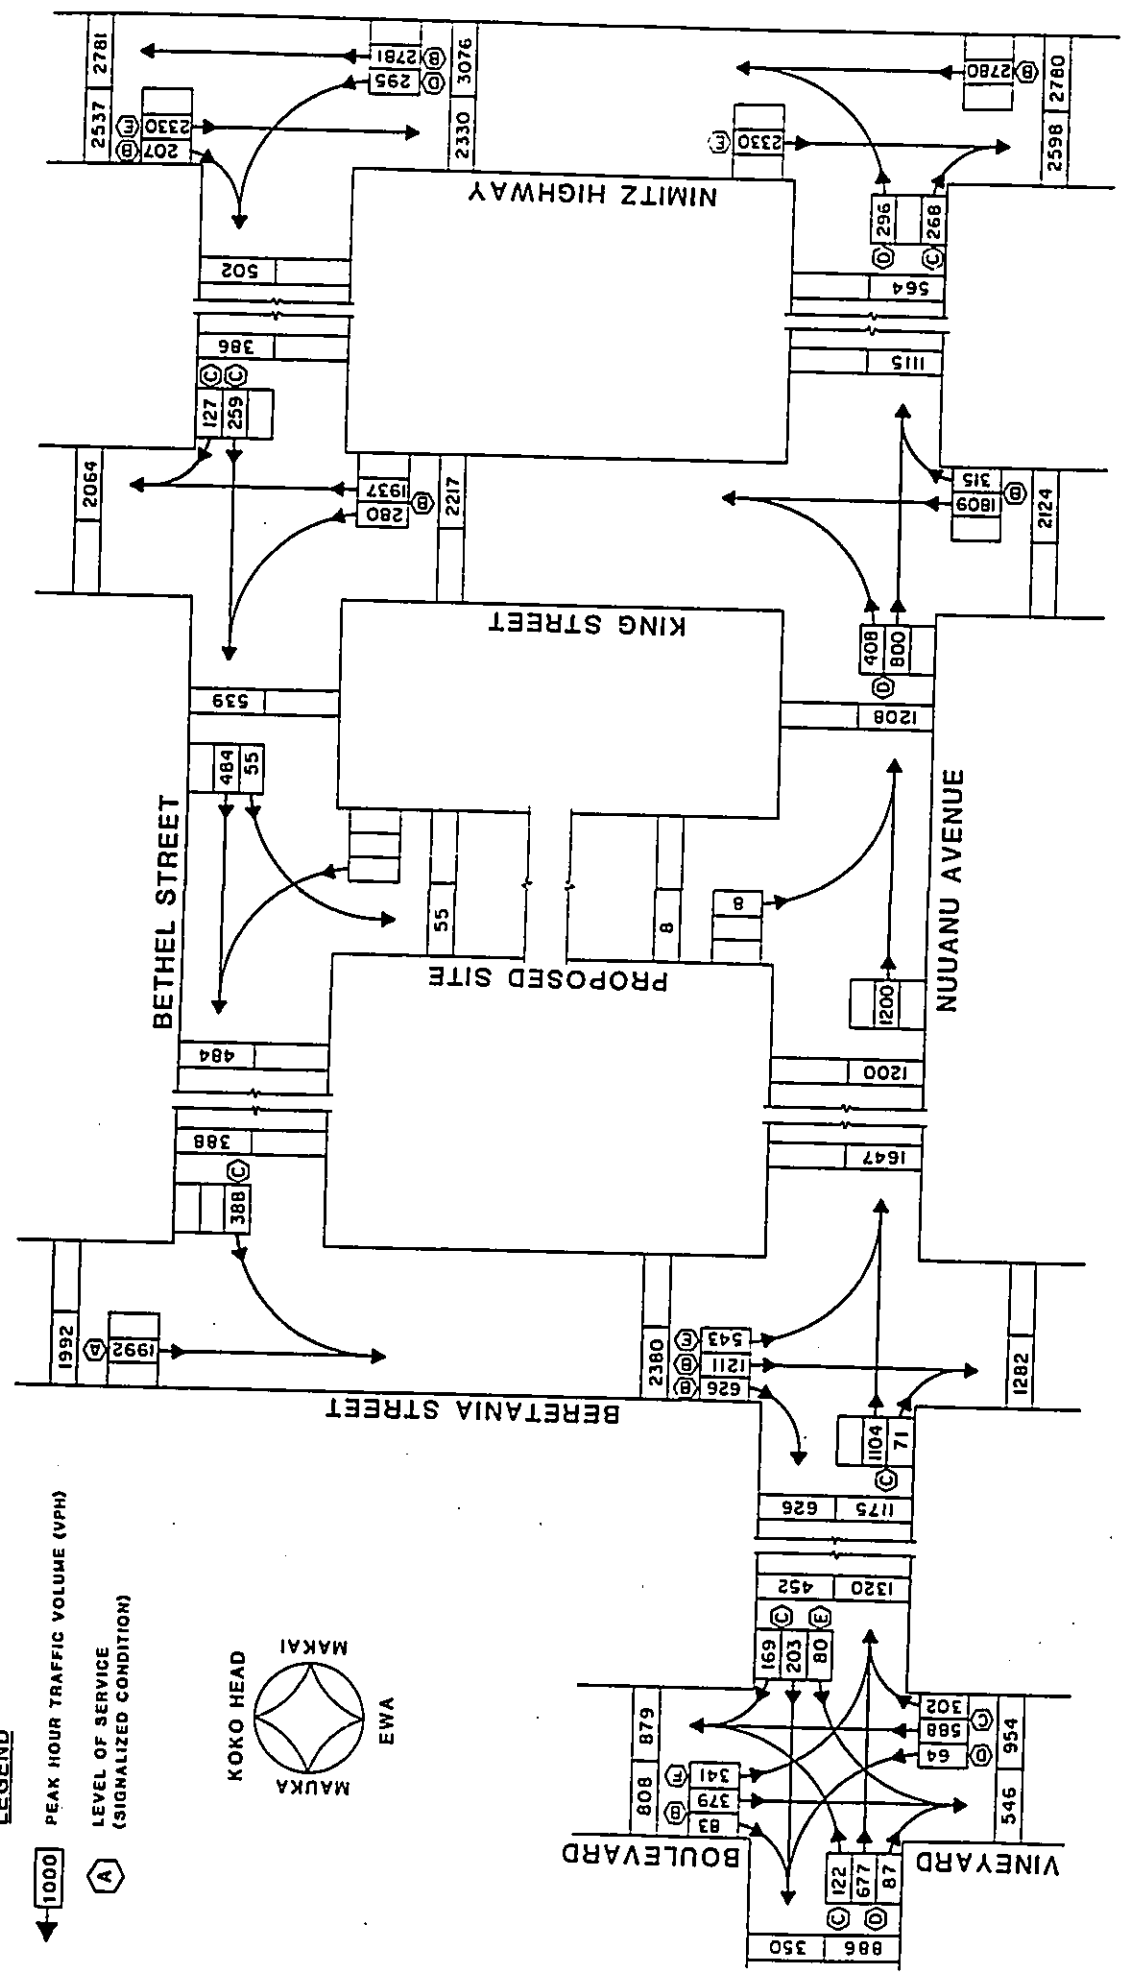 2537 2781
E B
2330
207
2781
295
B D
2330 3076
NIMITZ HIGHWAY
E
2330
2780
B
2598 2780
502
386
127 C
259 C
296 D
268 C
564
1115
2064
1937
280
B
2217
KING STREET
315
1809
B
2124
408
800
D
539
1208
484
55
BETHEL STREET
55
8
8
PROPOSED SITE
NUUANU AVENUE
1200
484
1200
388
1647
388 C
1992
A
1992
2380
E B B
543
1211
626
1282
BERETANIA STREET
1104
71
C
626 1175
452 1320
169
203
80
C E
808 879
F B
341
379
83
302
588
64
C D
546 954
BOULEVARD
VINEYARD
122
677
87
C D
350 886
LEGEND
1000 PEAK HOUR TRAFFIC VOLUME (VPH)
A LEVEL OF SERVICE
(SIGNALIZED CONDITION)
KOKO HEAD
MAUKA
MAKAI
EWA